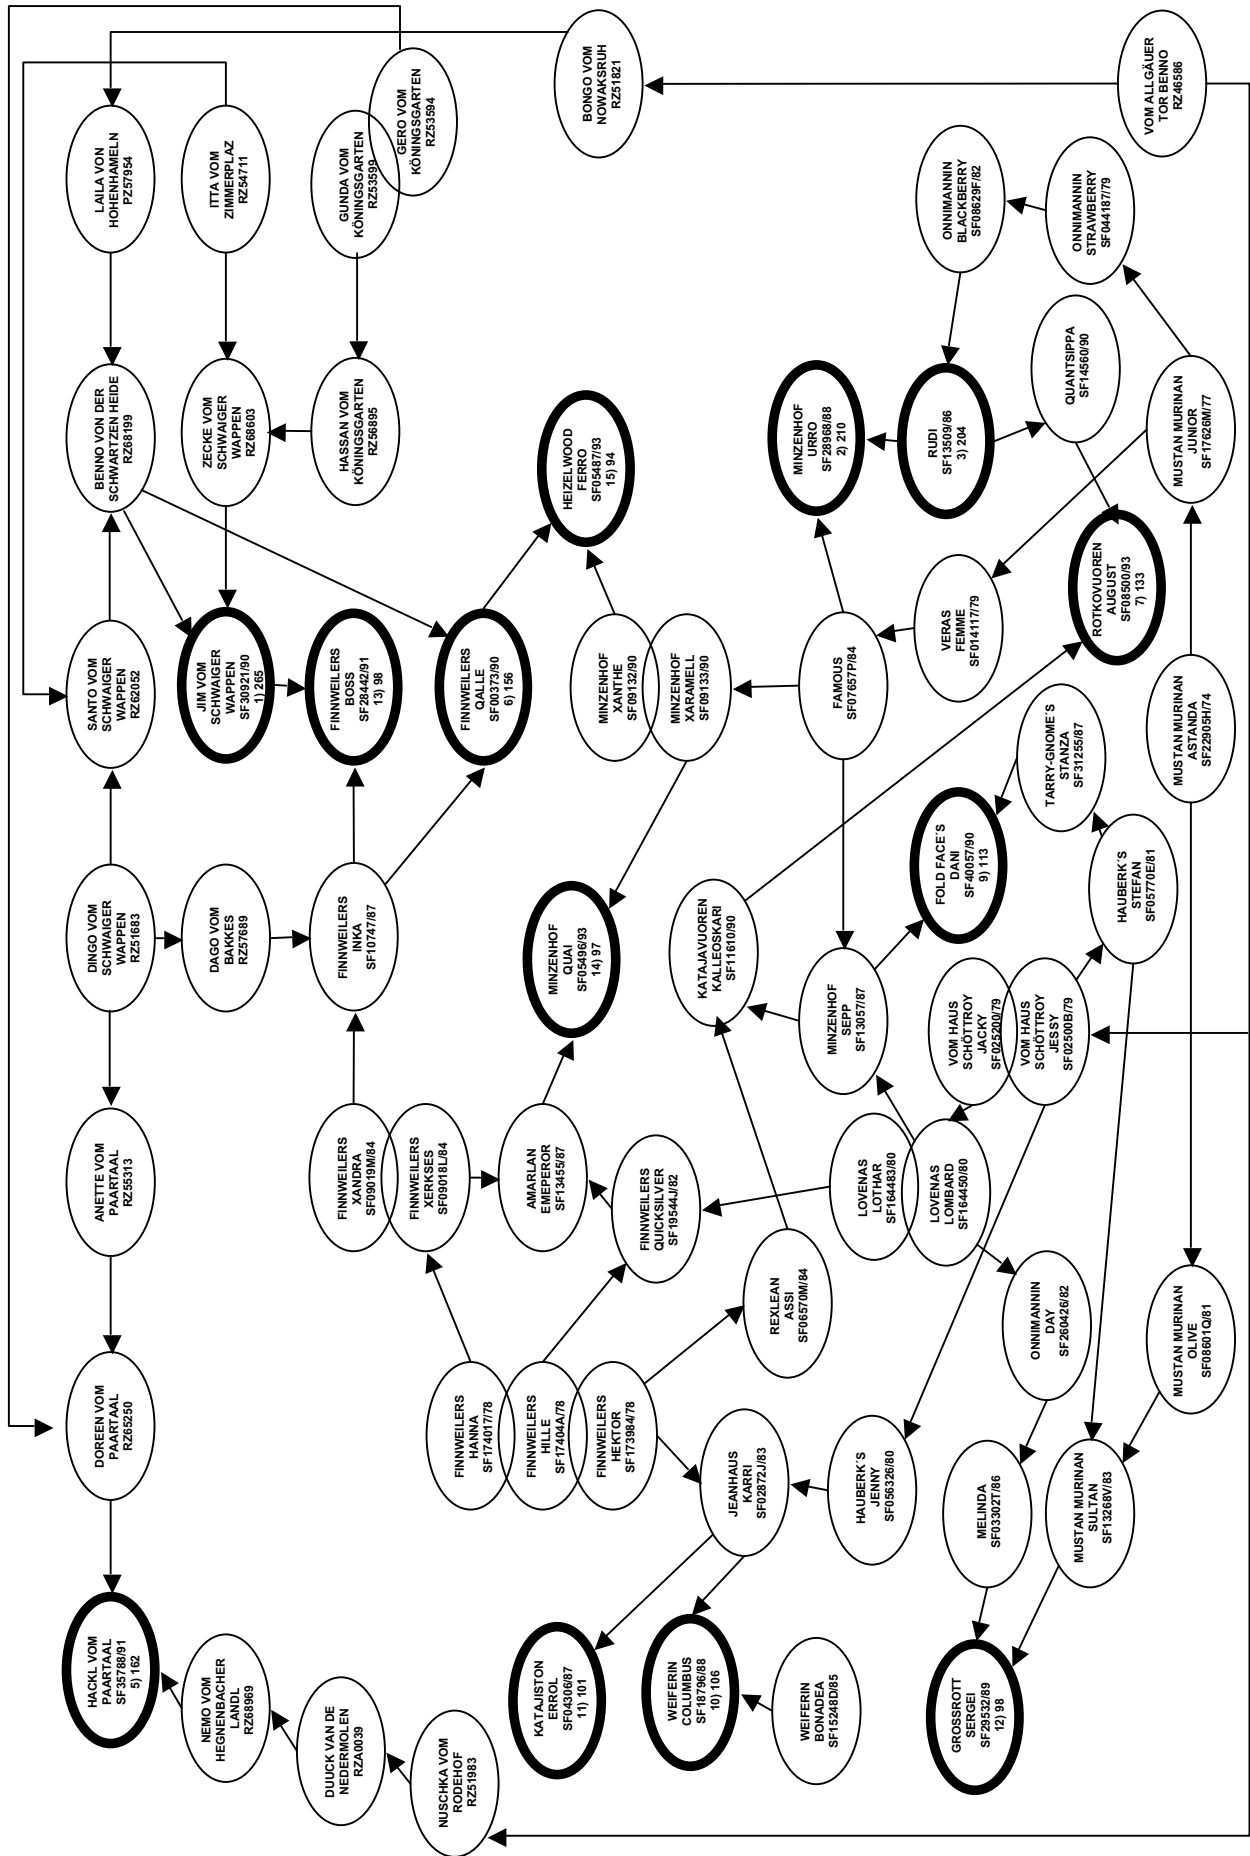 HACKL VOM
PAARTAAL
SF35788/91
5) 162
DOREEN VOM
PAARTAAL
RZ65250
ANETTE VOM
PAARTAAL
RZ55313
DINGO VOM
SCHWAIGER
WAPPEN
RZ51683
SANTO VOM
SCHWAIGER
WAPPEN
RZ62052
BENNO VON DER
SCHWARTZEN HEIDE
RZ68199
LALA VON
HOHENHAMELN
PZ57954
NEMO VOM
HEGNENBACHER
LANDL
RZ68969
DAGO VOM
BAKKES
RZ57689
JIM VOM
SCHWAIGER
WAPPEN
SF30921/90
1) 265
ZECKE VOM
SCHWAIGER
WAPPEN
RZ68603
ITTA VOM
ZIMMERPLAZ
RZ54711
DUUCK VAN DE
NEDERMOLEN
RZA0039
FINNWEILERS
XANDRA
SF09019M/84
FINNWEILERS
INKA
SF10747/87
FINNWEILERS
BOSS
SF28442/91
13) 98
HASSAN VOM
KÖNINGSGARTEN
RZ56895
GUNDA VOM
KÖNINGSGARTEN
RZ53599
GERO VOM
KÖNINGSGARTEN
RZ53594
NUSCHKA VOM
RODEHOF
RZ51983
FINNWEILERS
HANNA
SF174017/78
FINNWEILERS
XERKSES
SF09018L/84
FINNWEILERS
QALLE
SF00373/90
6) 156
KATAJISTON
ERROL
SF04306/87
11) 101
FINNWEILERS
HILLE
SF17404A/78
AMARLAN
EMEPEROR
SF13455/87
MINZENHOF
QUAI
SF05496/93
14) 97
MINZENHOF
XANTHE
SF09132/90
HEIZELWOOD
FERRO
SF05487/93
15) 94
BONGO VOM
NOWAKSRUH
RZ51821
FINNWEILERS
HEKTOR
SF173984/78
FINNWEILERS
QUICKSILVER
SF19544J/82
MINZENHOF
XARAMELL
SF09133/90
WEIFERIN
COLUMBUS
SF18796/88
10) 106
JEANHAUS
KARRI
SF02872J/83
REXLEAN
ASSI
SF06570M/84
KATAJAVUOREN
KALLEOSKARI
SF11610/90
WEIFERIN
BONADEA
SF15248D/85
HAUBERK´S
JENNY
SF056326/80
LOVENAS
LOTHAR
SF164483/80
MINZENHOF
SEPP
SF13057/87
FAMOUS
SF07657P/84
MINZENHOF
URRO
SF28968/88
2) 210
LOVENAS
LOMBARD
SF164450/80
VOM HAUS
SCHÖTTROY
JACKY
SF025200/79
FOLD FACE´S
DANI
SF40057/90
9) 113
VERAS
FEMME
SF014117/79
RUDI
SF13509/86
3) 204
ONNIMANNIN
BLACKBERRY
SF08629F/82
GROSSROTT
SERGEI
SF29532/89
12) 98
MELINDA
SF03302T/86
ONNIMANNIN
DAY
SF260426/82
VOM HAUS
SCHÖTTROY
JESSY
SF02500B/79
TARRY-GNOME´S
STANZA
SF31255/87
QUANTSIPPA
SF14560/90
ONNIMANNIN
STRAWBERRY
SF044187/79
MUSTAN MURINAN
SULTAN
SF13268V/83
HAUBERK´S
STEFAN
SF05770E/81
ROTKOVUOREN
AUGUST
SF08500/93
7) 133
MUSTAN MURINAN
OLIVE
SF08601Q/81
MUSTAN MURINAN
ASTANDA
SF22905H/74
MUSTAN MURINAN
JUNIOR
SF17626M/77
VOM ALLGÄUER
TOR BENNO
RZ46586